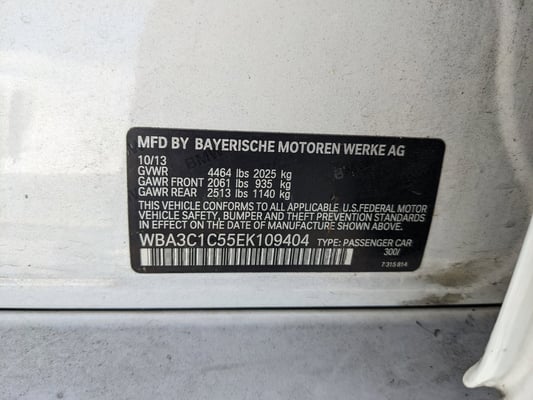 MFD BY BAYERISCHE MOTOREN WERKE AG
10/13
GVWR 4464 lbs 2025 kg
GAWR FRONT 2061 lbs 935 kg
GAWR REAR 2513 lbs 1140 kg
THIS VEHICLE CONFORMS TO ALL APPLICABLE U.S.FEDERAL MOTOR
VEHICLE SAFETY, BUMPER AND THEFT PREVENTION STANDARDS
IN EFFECT ON THE DATE OF MANUFACTURE SHOWN ABOVE.
WBA3C1C55EK109404 TYPE: PASSENGER CAR
300/
7315814